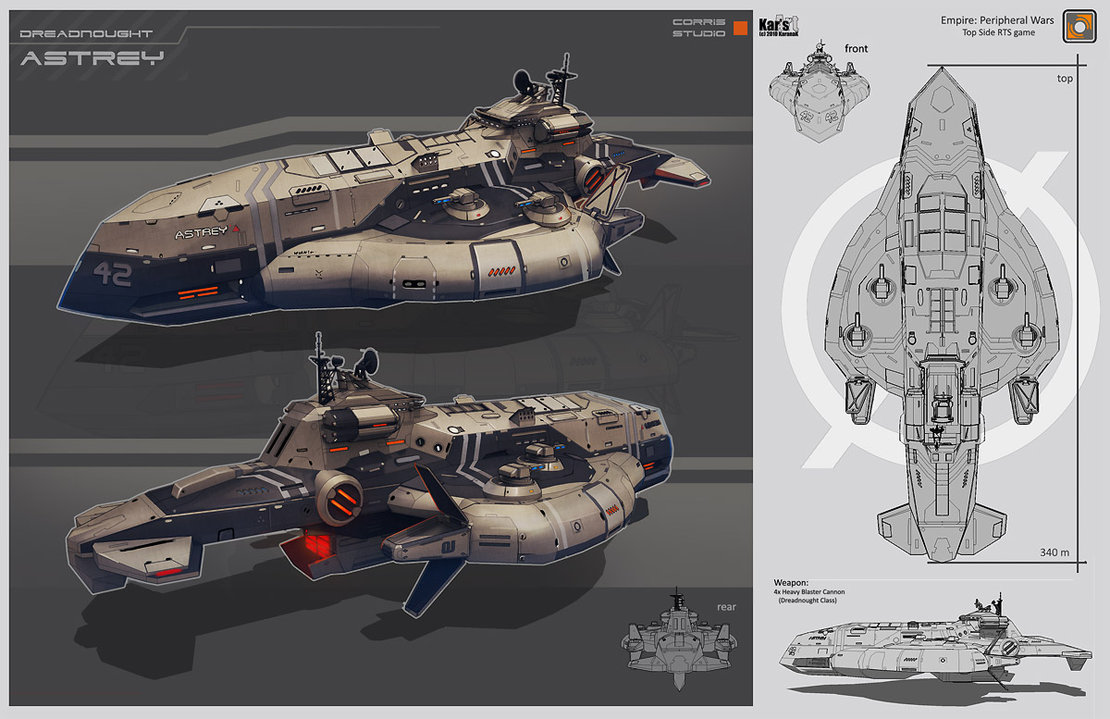 DREADNOUGHT
ASTREY
CORRIS
STUDIO
Kar's
(c) 2010 KaranaK
Empire: Peripheral Wars
Top Side RTS game
front
top
ASTREY
42
340 m
rear
Weapon:
4x Heavy Blaster Cannon
(Dreadnought Class)